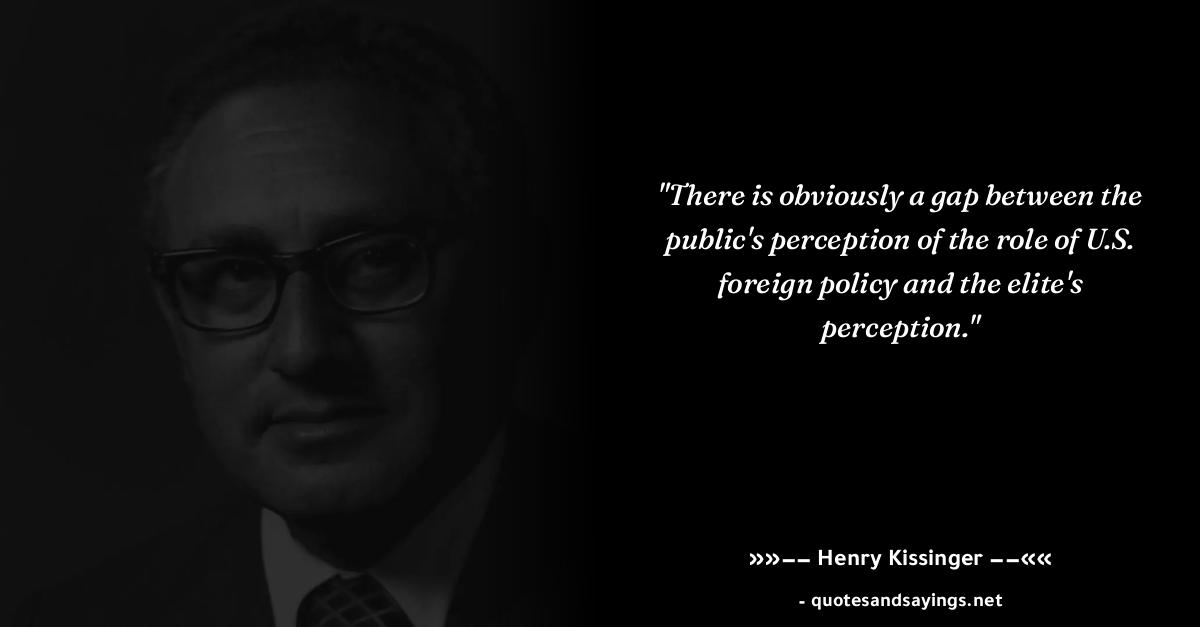 "There is obviously a gap between the
public's perception of the role of U.S.
foreign policy and the elite's
perception."
»»−− Henry Kissinger −−««
- quotesandsayings.net